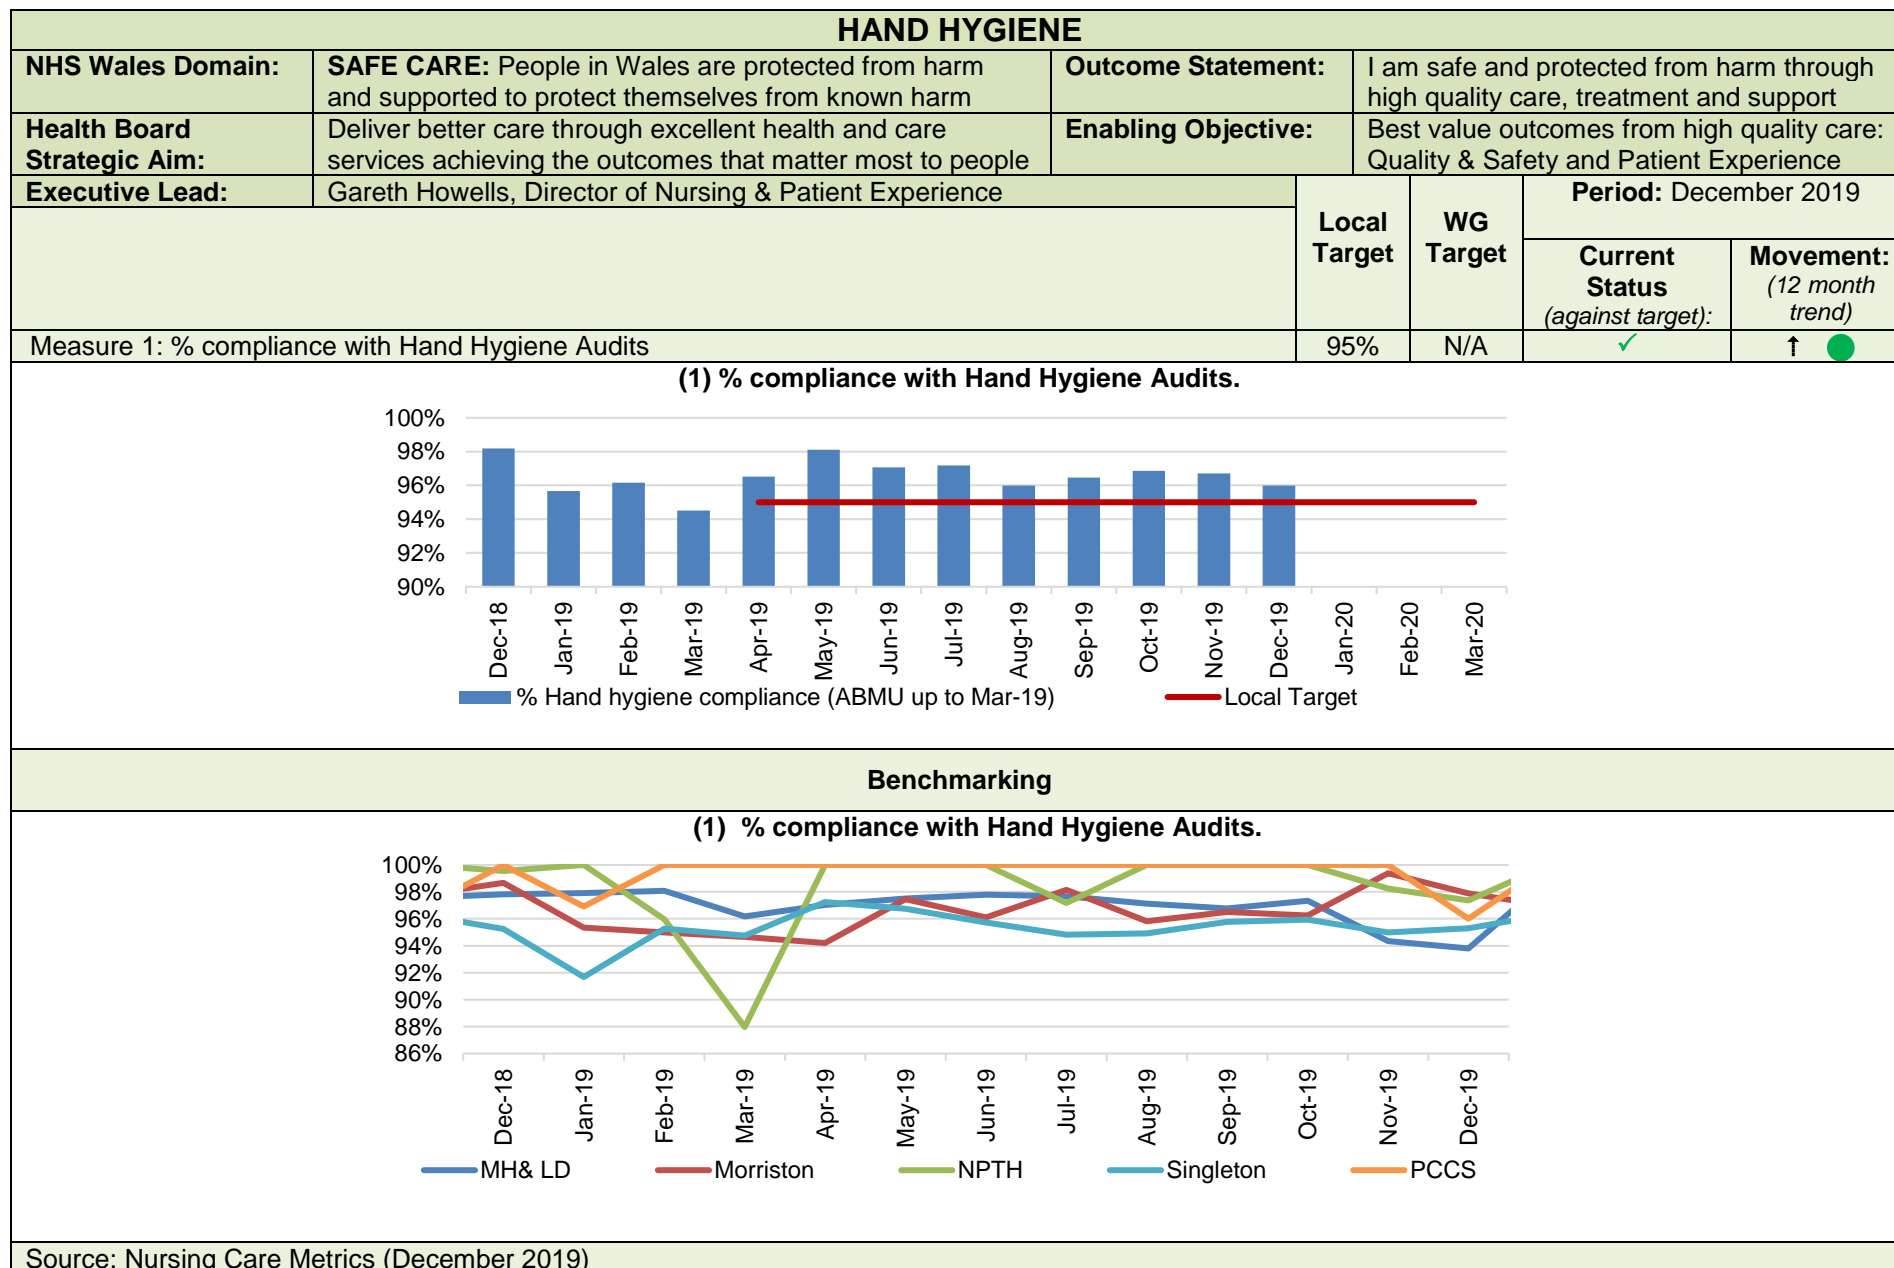 HAND HYGIENE
NHS Wales Domain:
SAFE CARE: People in Wales are protected from harm
and supported to protect themselves from known harm
Outcome Statement:
I am safe and protected from harm through
high quality care, treatment and support
Health Board
Strategic Aim:
Deliver better care through excellent health and care
services achieving the outcomes that matter most to people
Enabling Objective:
Best value outcomes from high quality care:
Quality & Safety and Patient Experience
Executive Lead:
Gareth Howells, Director of Nursing & Patient Experience
Local
Target
WG
Target
Period: December 2019
Current
Status
(against target):
Movement:
(12 month
trend)
Measure 1: % compliance with Hand Hygiene Audits
95%
N/A
✓
↑
(1) % compliance with Hand Hygiene Audits.
100%
98%
96%
94%
92%
90%
Dec-18
Jan-19
Feb-19
Mar-19
Apr-19
May-19
Jun-19
Jul-19
Aug-19
Sep-19
Oct-19
Nov-19
Dec-19
Jan-20
Feb-20
Mar-20
% Hand hygiene compliance (ABMU up to Mar-19)
Local Target
Benchmarking
(1) % compliance with Hand Hygiene Audits.
100%
98%
96%
94%
92%
90%
88%
86%
Dec-18
Jan-19
Feb-19
Mar-19
Apr-19
May-19
Jun-19
Jul-19
Aug-19
Sep-19
Oct-19
Nov-19
Dec-19
MH& LD
Morriston
NPTH
Singleton
PCCS
Source: Nursing Care Metrics (December 2019)